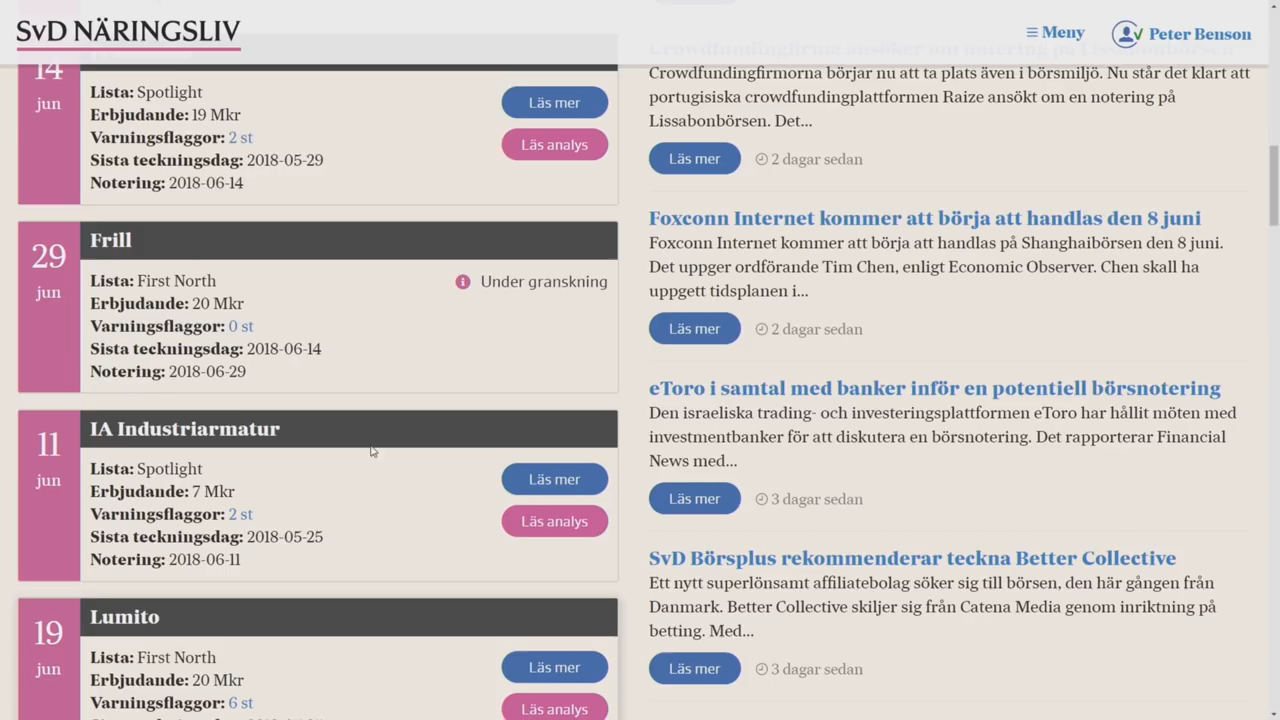 SvD NÄRINGSLIV
Meny
Peter Benson
14
jun
Lista: Spotlight
Erbjudande: 19 Mkr
Varningsflaggor: 2 st
Sista teckningsdag: 2018-05-29
Notering: 2018-06-14
Läs mer
Läs analys
29
jun
Frill
Lista: First North
Erbjudande: 20 Mkr
Varningsflaggor: 0 st
Sista teckningsdag: 2018-06-14
Notering: 2018-06-29
Under granskning
11
jun
IA Industriarmatur
Lista: Spotlight
Erbjudande: 7 Mkr
Varningsflaggor: 2 st
Sista teckningsdag: 2018-05-25
Notering: 2018-06-11
Läs mer
Läs analys
19
jun
Lumito
Lista: First North
Erbjudande: 20 Mkr
Varningsflaggor: 6 st
Läs mer
Läs analys
Crowdfundingfirma ansöker om notering på Lissabonbörsen
Crowdfundingfirmorna börjar nu att ta plats även i börsmiljö. Nu står det klart att
portugisiska crowdfundingplattformen Raize ansökt om en notering på
Lissabonbörsen. Det...
Läs mer
2 dagar sedan
Foxconn Internet kommer att börja att handlas den 8 juni
Foxconn Internet kommer att börja att handlas på Shanghaibörsen den 8 juni.
Det uppger ordförande Tim Chen, enligt Economic Observer. Chen skall ha
uppgett tidsplanen i...
Läs mer
2 dagar sedan
eToro i samtal med banker inför en potentiell börsnotering
Den israeliska trading- och investeringsplattformen eToro har hållit möten med
investmentbanker för att diskutera en börsnotering. Det rapporterar Financial
News med...
Läs mer
3 dagar sedan
SvD Börsplus rekommenderar teckna Better Collective
Ett nytt superlönsamt affiliatebolag söker sig till börsen, den här gången från
Danmark. Better Collective skiljer sig från Catena Media genom inriktning på
betting. Med...
Läs mer
3 dagar sedan